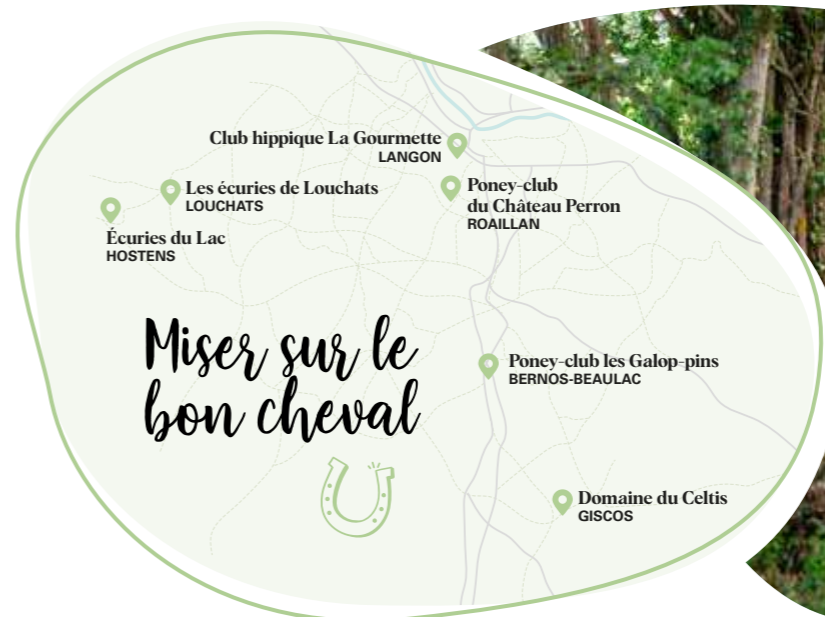 Club hippique La Gourmette
LANGON
Les écuries de Louchats
LOUCHATS
Poney-club
du Château Perron
ROAILLAN
Écuries du Lac
HOSTENS
Miser sur le
bon cheval
Poney-club les Galop-pins
BERNOS-BEAULAC
Domaine du Celtis
GISCOS